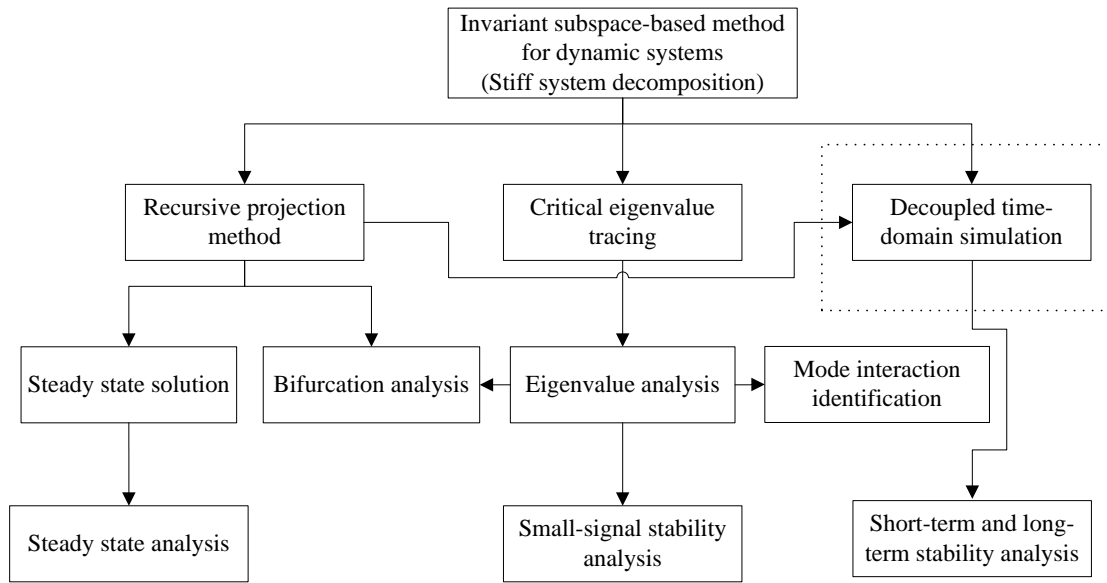 Invariant subspace-based method
for dynamic systems
(Stiff system decomposition)
Recursive projection
method
Critical eigenvalue
tracing
Decoupled time-
domain simulation
Steady state solution
Bifurcation analysis
Eigenvalue analysis
Mode interaction
identification
Steady state analysis
Small-signal stability
analysis
Short-term and long-
term stability analysis